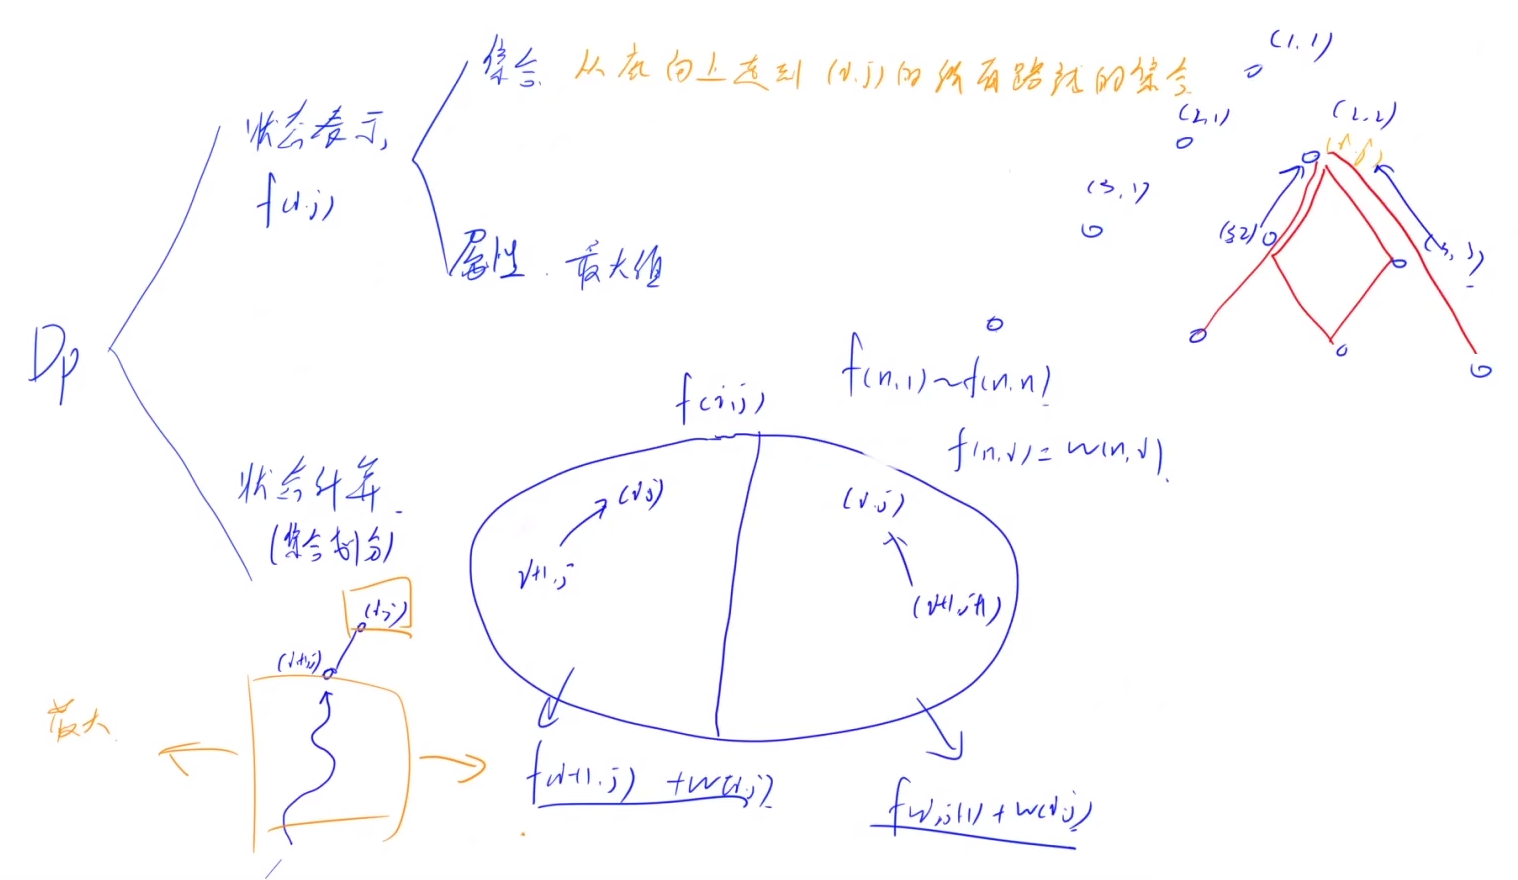 集合 从底向上走到(i,j)的所有路径的集合
(1,1)
(2,1)
(2,2)
(i,j)
状态表示
f(i,j)
(3,1)
(3,2)
(3,3)
属性. 最大值
Dp
f(n,1)~f(n,n)
f(i,j)
f(n,i)=w(n,i)
状态计算
(集合划分)
(i,j)
i+1,j
(i,j)
(i+1,j+1)
(i,j)
(i+1,j)
最大
f(i+1,j) +w(i,j)
+w(i,j)